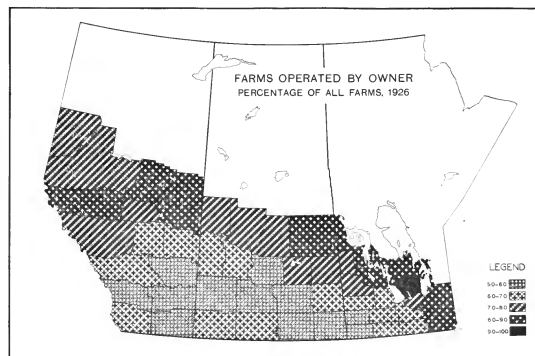 FARMS OPERATED BY OWNER
PERCENTAGE OF ALL FARMS, 1926
LEGEND
50-60
60-70
70-80
80-90
90-100